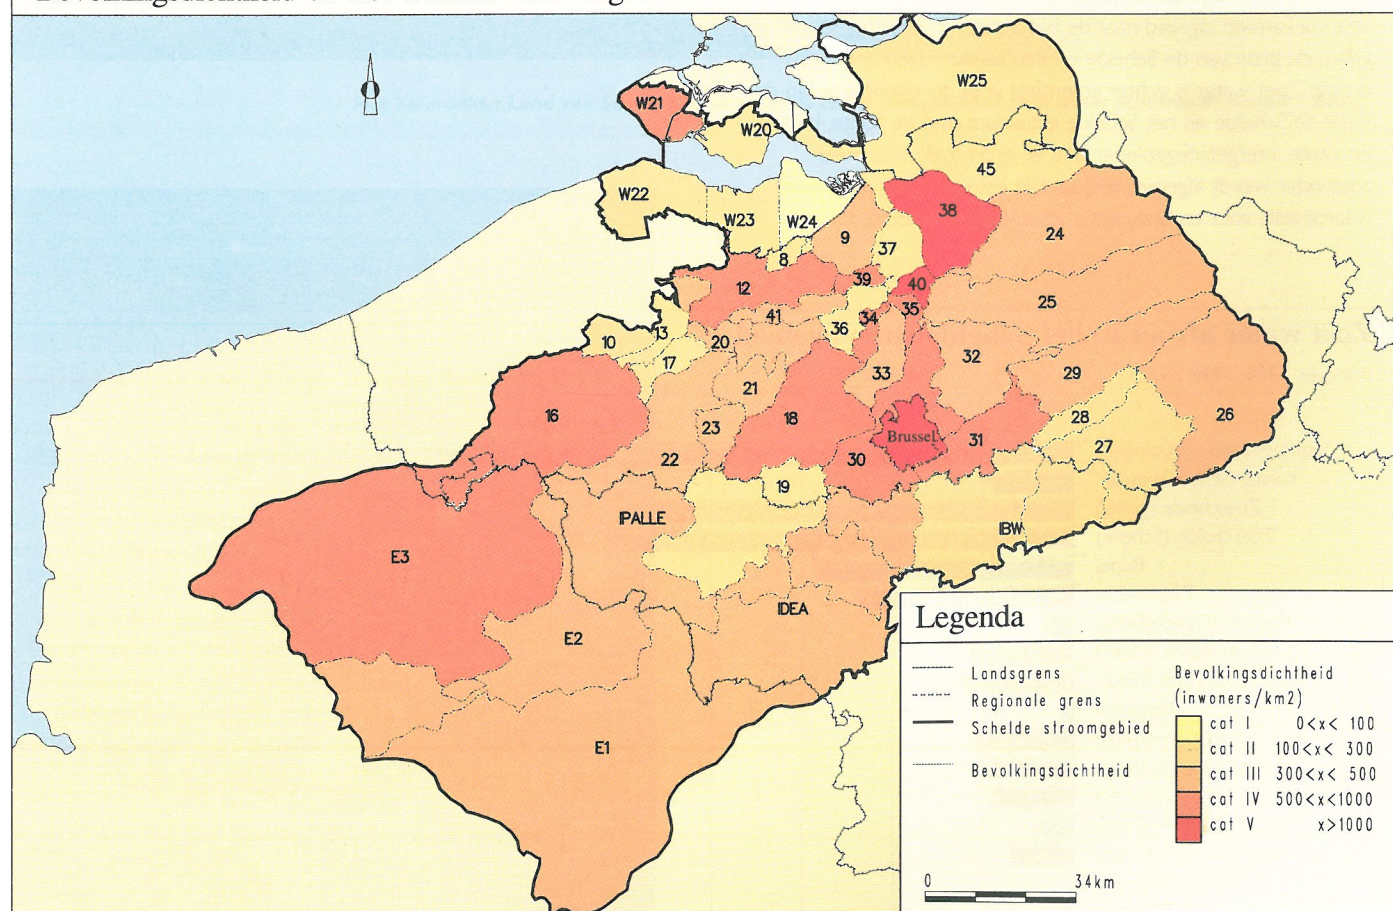 W25
W21
W20
45
W22
38
W23
W24
24
9
37
8
39
12
40
25
35
41
34
36
13
20
10
32
17
33
29
21
16
26
18
28
23
Brussel
31
27
30
22
19
IPALLE
IBW
E3
IDEA
E2
E1
Legenda
Landsgrens
Regionale grens
Schelde stroomgebied
Bevolkingsdichtheid
Bevolkingsdichtheid
(inwoners/km2)
cat I 0<x< 100
cat II 100<x< 300
cat III 300<x< 500
cat IV 500<x<1000
cat V x>1000
0 34km